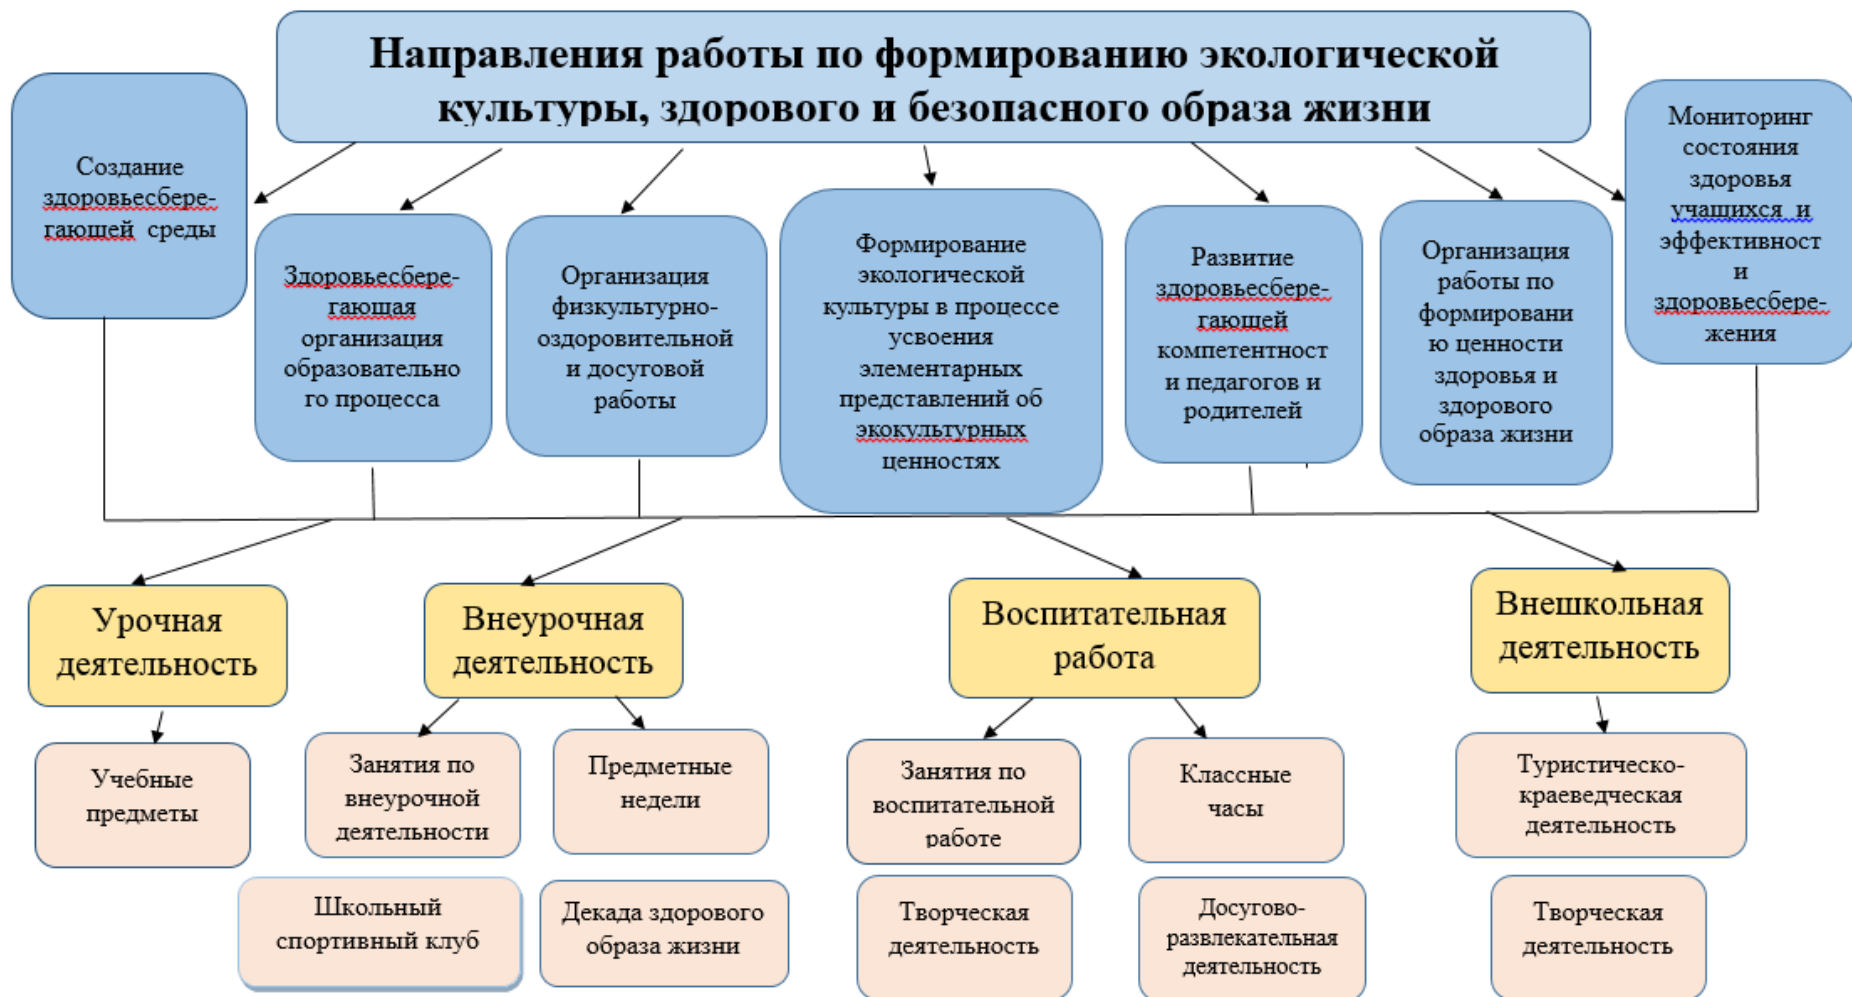 Направления работы по формированию экологической
культуры, здорового и безопасного образа жизни
Создание
здоровьесбере-
гающей среды
Здоровьесбере-
гающая
организация
образовательно
го процесса
Организация
физкультурно-
оздоровительной
и досуговой
работы
Формирование
экологической
культуры в процессе
усвоения
элементарных
представлений об
экокультурных
ценностях
Развитие
здоровьесбере-
гающей
компетентност
и педагогов и
родителей
Организация
работы по
формировани
ю ценности
здоровья и
здорового
образа жизни
Мониторинг
состояния
здоровья
учащихся и
эффективност
и
здоровьесбере-
жения
Урочная
деятельность
Внеурочная
деятельность
Воспитательная
работа
Внешкольная
деятельность
Учебные
предметы
Занятия по
внеурочной
деятельности
Предметные
недели
Занятия по
воспитательной
работе
Классные
часы
Туристическо-
краеведческая
деятельность
Школьный
спортивный клуб
Декада здорового
образа жизни
Творческая
деятельность
Досугово-
развлекательная
деятельность
Творческая
деятельность